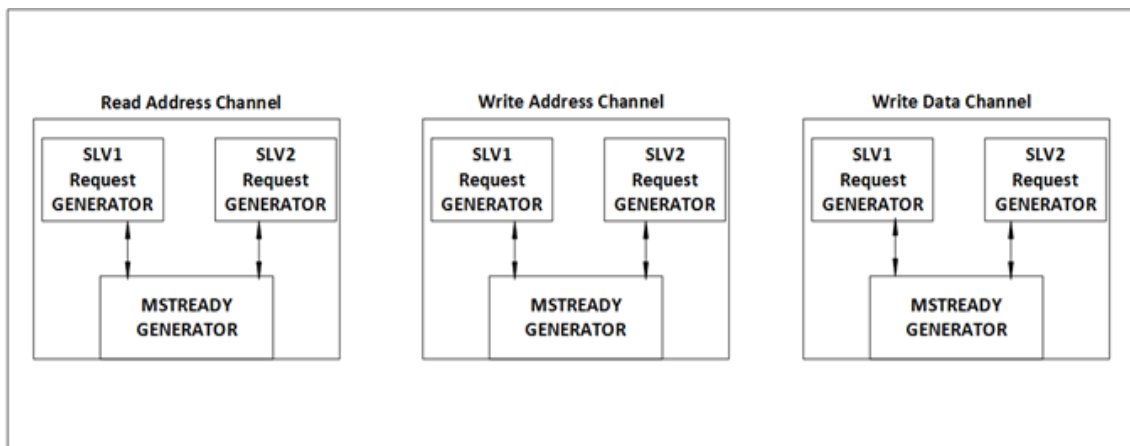 Read Address Channel
SLV1
Request
GENERATOR
SLV2
Request
GENERATOR
MSTREADY
GENERATOR
Write Address Channel
SLV1
Request
GENERATOR
SLV2
Request
GENERATOR
MSTREADY
GENERATOR
Write Data Channel
SLV1
Request
GENERATOR
SLV2
Request
GENERATOR
MSTREADY
GENERATOR